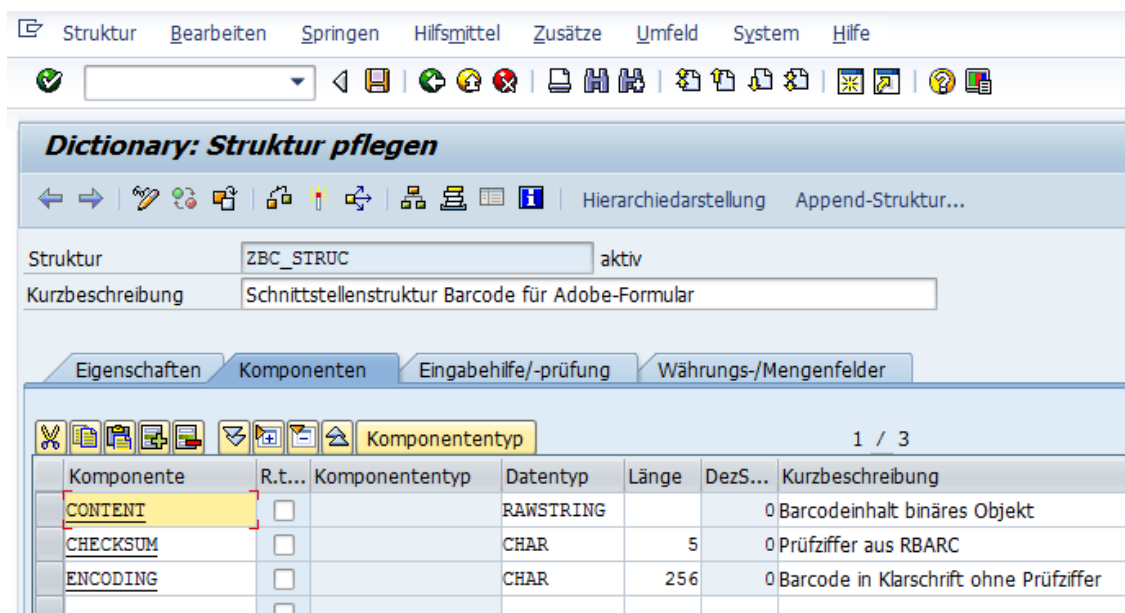 Struktur Bearbeiten Springen Hilfsmittel Zusätze Umfeld System Hilfe
Dictionary: Struktur pflegen
Hierarchiedarstellung Append-Struktur...
Struktur ZBC_STRUC aktiv
Kurzbeschreibung Schnittstellenstruktur Barcode für Adobe-Formular
Eigenschaften Komponenten Eingabehilfe/-prüfung Währungs-/Mengenfelder
Komponententyp 1 / 3
Komponente R.t... Komponententyp Datentyp Länge DezS... Kurzbeschreibung
CONTENT RAWSTRING 0 Barcodeinhalt binäres Objekt
CHECKSUM CHAR 5 0 Prüfziffer aus RBARC
ENCODING CHAR 256 0 Barcode in Klarschrift ohne Prüfziffer